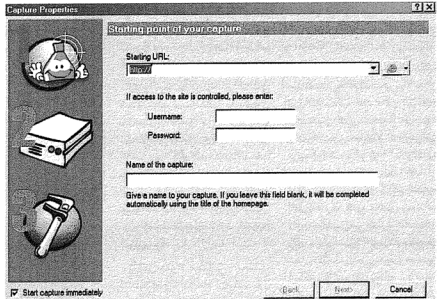 Capture Properties
Starting point of your capture
Starting URL:
http://
If access to the site is controlled, please enter:
Username:
Password:
Name of the capture:
Give a name to your capture. If you leave this field blank, it will be completed
automatically using the title of the homepage.
Start capture immediately
Back
Next
Cancel